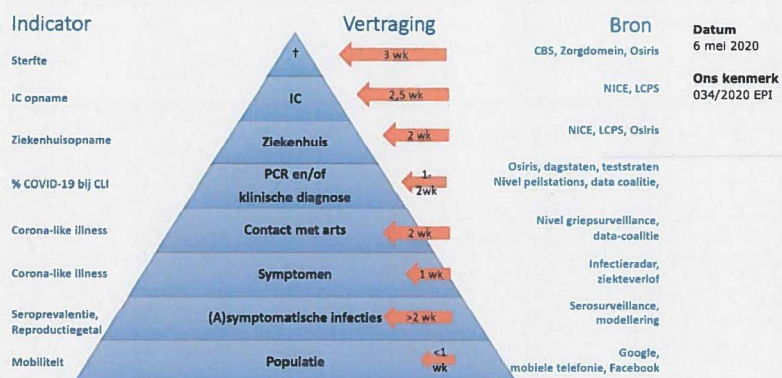 Indicator
Vertraging
Bron
Datum
6 mei 2020
Ons kenmerk
034/2020 EPI
Sterfte
†
3 wk
CBS, Zorgdomein, Osiris
IC opname
IC
2,5 wk
NICE, LCPS
Ziekenhuisopname
Ziekenhuis
2 wk
NICE, LCPS, Osiris
% COVID-19 bij CLI
PCR en/of
klinische diagnose
1-
2wk
Osiris, dagstaten, teststraten
Nivel peilstations, data coalitie,
Corona-like illness
Contact met arts
2 wk
Nivel griepsurveillance,
data-coalitie
Corona-like illness
Symptomen
1 wk
Infectieradar,
ziekteverlof
Seroprevalentie,
Reproductiegetal
(A)symptomatische infecties
>2 wk
Serosurveillance,
modellering
Mobiliteit
Populatie
<1
wk
Google,
mobiele telefonie, Facebook